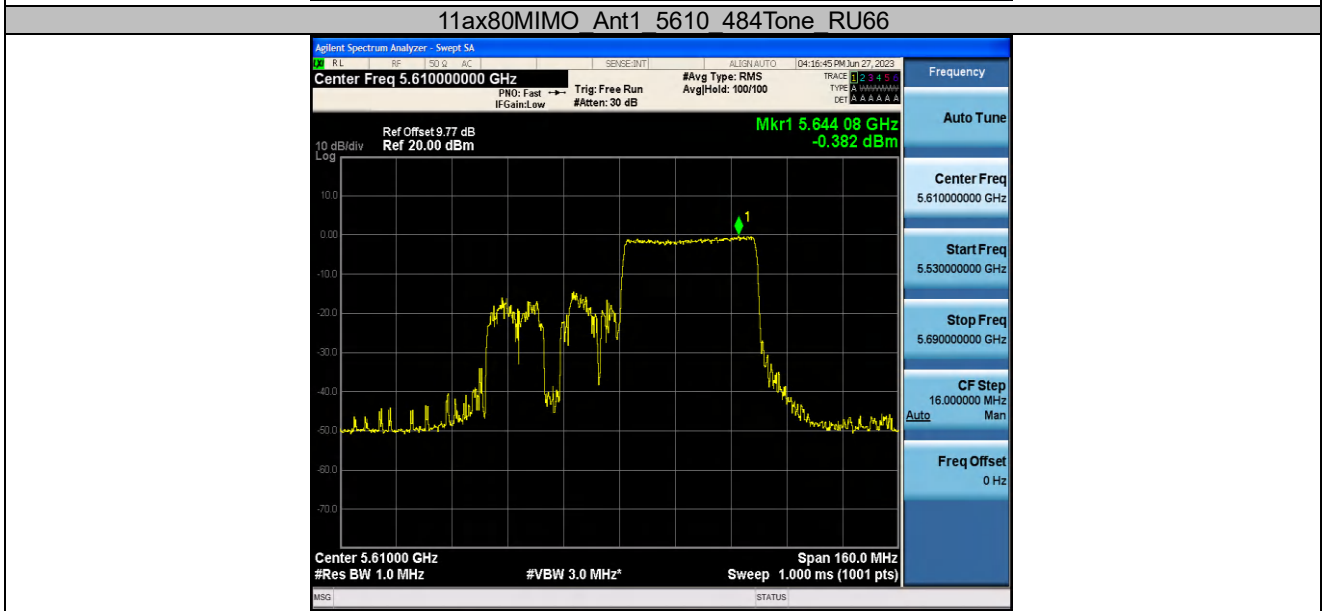 11ax80MIMO_Ant1_5610_484Tone_RU66
Agilent Spectrum Analyzer - Swept SA
RL RF 50 Ω AC SENSE:INT ALIGN AUTO 04:16:45 PM Jun 27, 2023
Center Freq 5.610000000 GHz
PNO: Fast
IFGain:Low
Trig: Free Run
#Atten: 30 dB
#Avg Type: RMS
Avg|Hold: 100/100
TRACE 1 2 3 4 5 6
TYPE A
DET A A A A A A
Ref Offset 9.77 dB
10 dB/div Ref 20.00 dBm
Log
Mkr1 5.644 08 GHz
-0.382 dBm
1
10.0
0.00
-10.0
-20.0
-30.0
-40.0
-50.0
-60.0
-70.0
Center 5.61000 GHz Span 160.0 MHz
#Res BW 1.0 MHz #VBW 3.0 MHz* Sweep 1.000 ms (1001 pts)
MSG STATUS
Frequency
Auto Tune
Center Freq
5.610000000 GHz
Start Freq
5.530000000 GHz
Stop Freq
5.690000000 GHz
CF Step
16.000000 MHz
Auto Man
Freq Offset
0 Hz